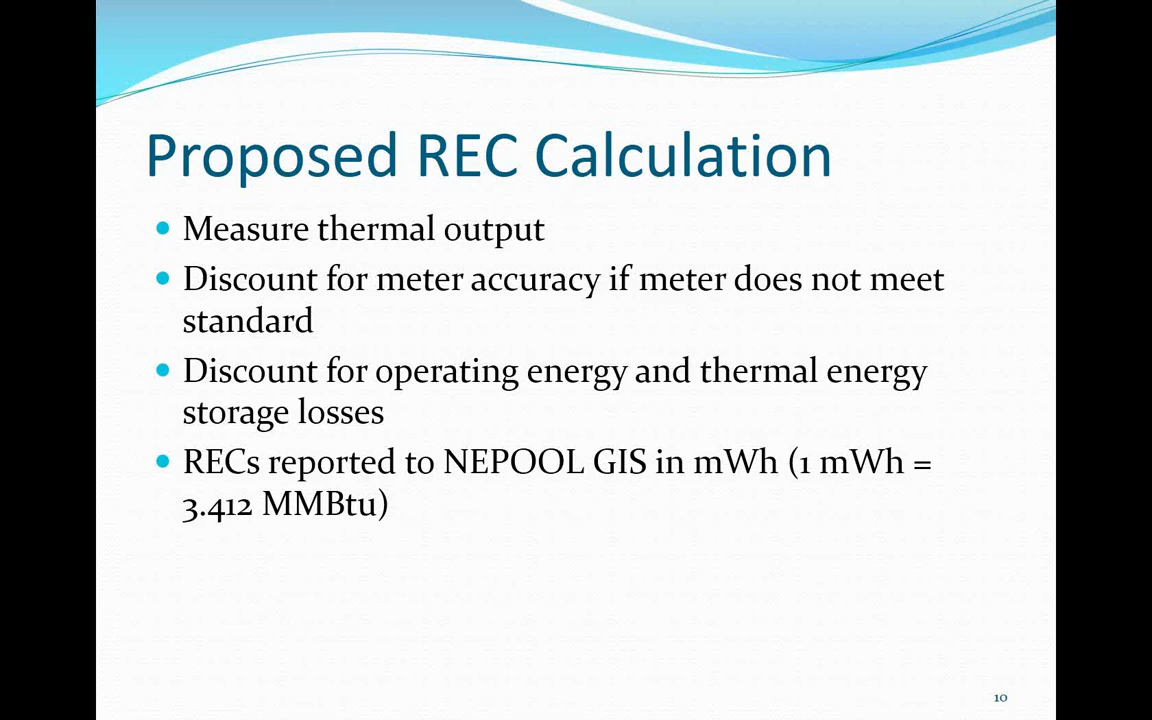 Proposed REC Calculation
• Measure thermal output
• Discount for meter accuracy if meter does not meet
standard
• Discount for operating energy and thermal energy
storage losses
• RECs reported to NEPOOL GIS in mWh (1 mWh =
3.412 MMBtu)
10